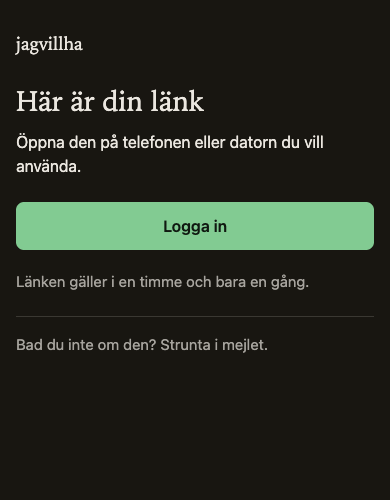 jagvillha
Här är din länk
Öppna den på telefonen eller datorn du vill
använda.
Logga in
Länken gäller i en timme och bara en gång.
Bad du inte om den? Strunta i mejlet.